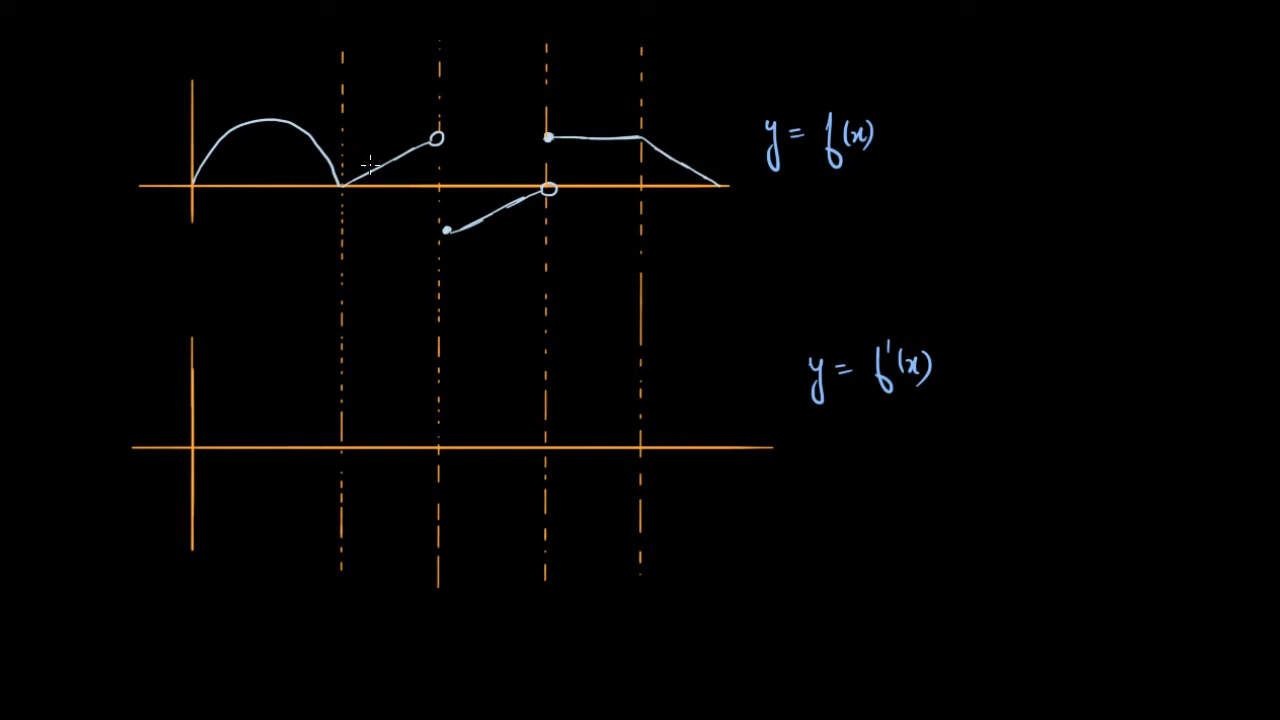 y = f(x)
y = f'(x)